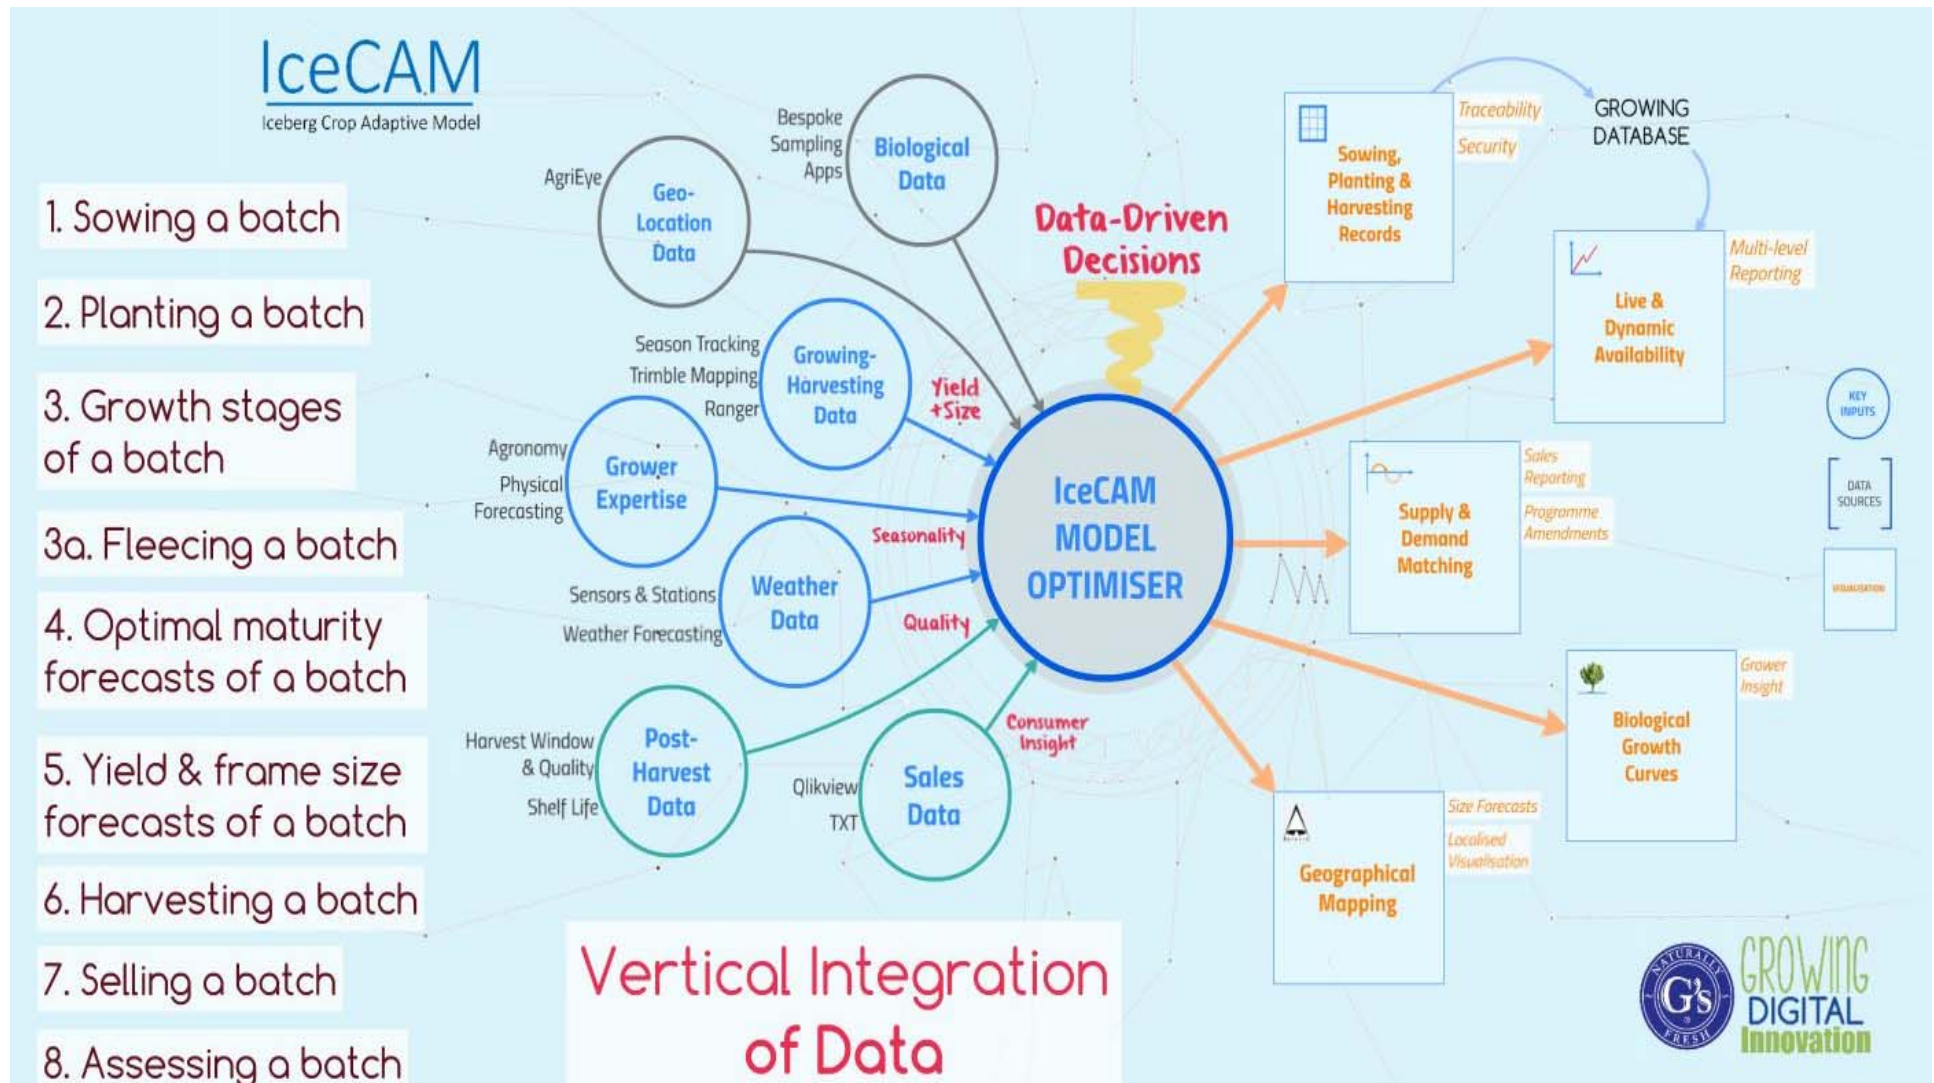 IceCAM
Iceberg Crop Adaptive Model
1. Sowing a batch
2. Planting a batch
3. Growth stages
of a batch
3a. Fleecing a batch
4. Optimal maturity
forecasts of a batch
5. Yield & frame size
forecasts of a batch
6. Harvesting a batch
7. Selling a batch
8. Assessing a batch
AgriEye
Geo-
Location
Data
Bespoke
Sampling
Apps
Biological
Data
Season Tracking
Trimble Mapping
Ranger
Growing-
Harvesting
Data
Yield
+Size
Agronomy
Physical
Forecasting
Grower
Expertise
Seasonality
Sensors & Stations
Weather Forecasting
Weather
Data
Quality
Harvest Window
& Quality
Shelf Life
Post-
Harvest
Data
Qlikview
TXT
Sales
Data
Consumer
Insight
Data-Driven
Decisions
IceCAM
MODEL
OPTIMISER
Sowing,
Planting &
Harvesting
Records
Traceability
Security
GROWING
DATABASE
Live &
Dynamic
Availability
Multi-level
Reporting
Supply &
Demand
Matching
Sales
Reporting
Programme
Amendments
Biological
Growth
Curves
Grower
Insight
Geographical
Mapping
Size Forecasts
Localised
Visualisation
KEY
INPUTS
DATA
SOURCES
VISUALISATION
Vertical Integration
of Data
NATURALLY
G's
FRESH
GROWING
DIGITAL
Innovation